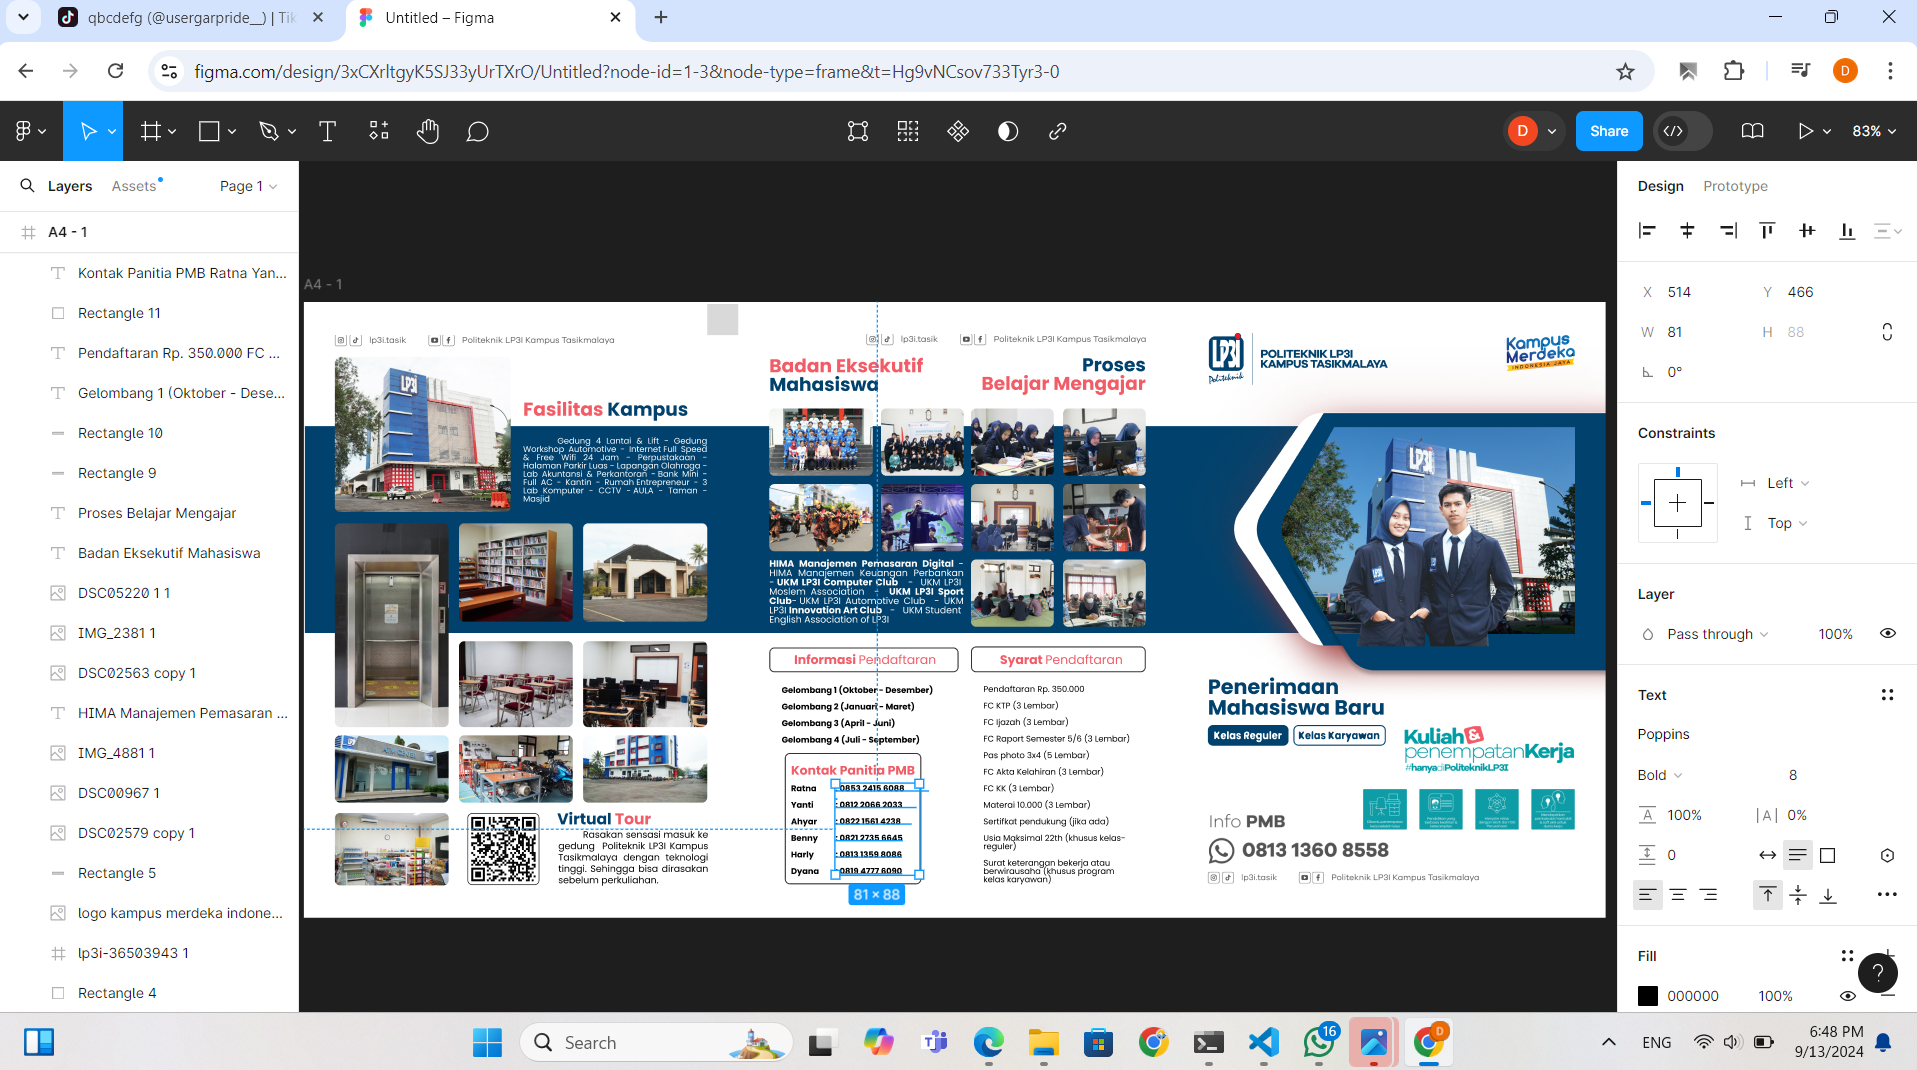 qbcdefg (@usergarpride__) | Tik
Untitled – Figma
figma.com/design/3xCXrltgyK5SJ33yUrTXrO/Untitled?node-id=1-3&node-type=frame&t=Hg9vNCsov733Tyr3-0
D
D
Share
83%
Layers
Assets
Page 1
A4 - 1
Kontak Panitia PMB Ratna Yan...
Rectangle 11
Pendaftaran Rp. 350.000 FC ...
Gelombang 1 (Oktober - Dese...
Rectangle 10
Rectangle 9
Proses Belajar Mengajar
Badan Eksekutif Mahasiswa
DSC05220 1 1
IMG_2381 1
DSC02563 copy 1
HIMA Manajemen Pemasaran ...
IMG_4881 1
DSC00967 1
DSC02579 copy 1
Rectangle 5
logo kampus merdeka indone...
lp3i-36503943 1
Rectangle 4
A4 - 1
lp3i.tasik
Politeknik LP3I Kampus Tasikmalaya
LP3I
Fasilitas Kampus
Gedung 4 Lantai & Lift - Gedung
Workshop Automotive - Internet Full Speed
& Free Wifi 24 Jam - Perpustakaan -
Halaman Parkir Luas - Lapangan Olahraga -
Lab Akuntansi & Perkantoran - Bank Mini -
Full AC - Kantin - Rumah Entrepreneur - 3
Lab Komputer - CCTV - AULA - Taman -
Masjid
Virtual Tour
Rasakan sensasi masuk ke
gedung Politeknik LP3I Kampus
Tasikmalaya dengan teknologi
tinggi. Sehingga bisa dirasakan
sebelum perkuliahan.
lp3i.tasik
Politeknik LP3I Kampus Tasikmalaya
Badan Eksekutif
Mahasiswa
Proses
Belajar Mengajar
HIMA Manajemen Pemasaran Digital -
HIMA Manajemen Keuangan Perbankan
- UKM LP3I Computer Club - UKM LP3I
Moslem Association - UKM LP3I Sport
Club- UKM LP3I Automotive Club - UKM
LP3I Innovation Art Club - UKM Student
English Association of LP3I
Informasi Pendaftaran
Gelombang 1 (Oktober - Desember)
Gelombang 2 (Januari - Maret)
Gelombang 3 (April - Juni)
Gelombang 4 (Juli - September)
Kontak Panitia PMB
Ratna : 0853 2415 6088
Yanti : 0812 2066 2033
Ahyar : 0822 1561 4238
Benny : 0821 2735 6645
Harly : 0813 1359 8086
Dyana : 0819 4777 6090
81 × 88
Syarat Pendaftaran
Pendaftaran Rp. 350.000
FC KTP (3 Lembar)
FC Ijazah (3 Lembar)
FC Raport Semester 5/6 (3 Lembar)
Pas photo 3x4 (5 Lembar)
FC Akta Kelahiran (3 Lembar)
FC KK (3 Lembar)
Materai 10.000 (3 Lembar)
Sertifkat pendukung (jika ada)
Usia Maksimal 22th (khusus kelas-
reguler)
Surat keterangan bekerja atau
berwirausaha (khusus program
kelas karyawan)
LP3I
Politeknik
POLITEKNIK LP3I
KAMPUS TASIKMALAYA
Kampus
Merdeka
INDONESIA JAYA
LP3I
Penerimaan
Mahasiswa Baru
Kelas Reguler
Kelas Karyawan
Kuliah&
penempatanKerja
#hanyadiPoliteknikLP3I
Info PMB
0813 1360 8558
lp3i.tasik
Politeknik LP3I Kampus Tasikmalaya
Design
Prototype
X 514
Y 466
W 81
H 88
0°
Constraints
Left
Top
Layer
Pass through
100%
Text
Poppins
Bold
8
100%
|A| 0%
0
Fill
000000
100%
?
Search
16
D
ENG
6:48 PM
9/13/2024